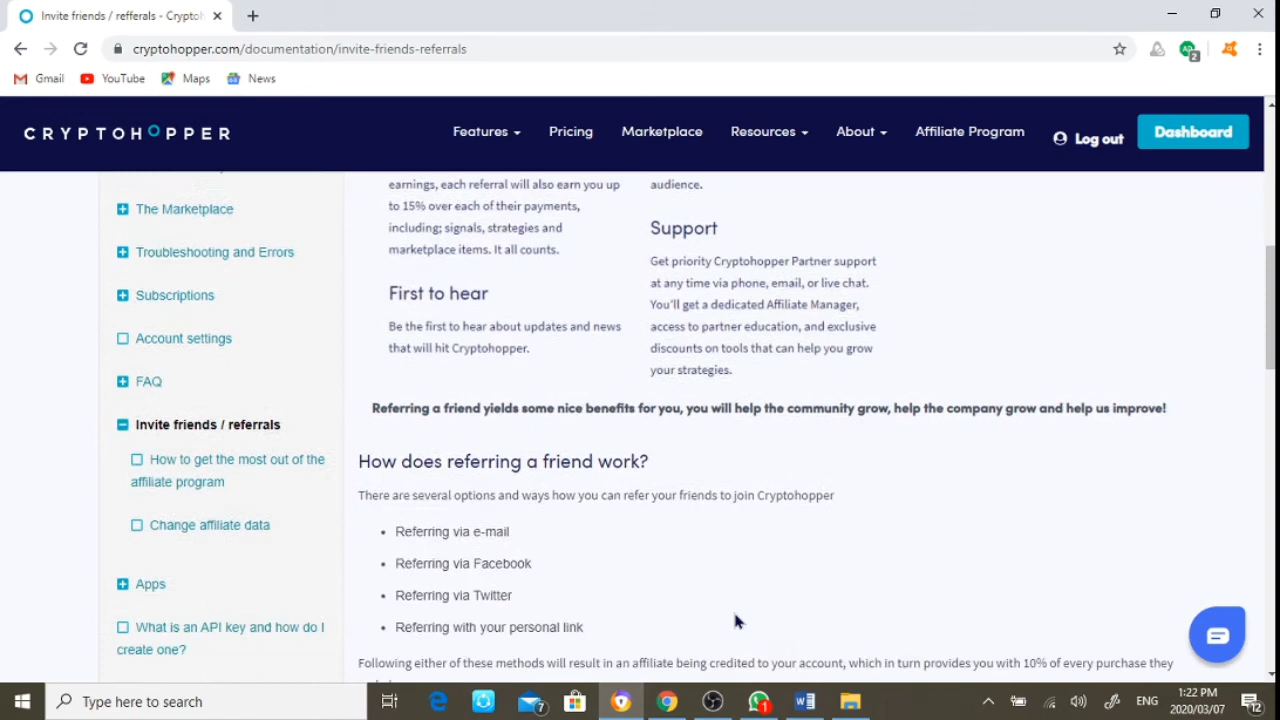 Invite friends / refferals - Crypto
cryptohopper.com/documentation/invite-friends-referrals
2
Gmail
YouTube
Maps
News
CRYPTOHOPPER
Features
Pricing
Marketplace
Resources
About
Affiliate Program
Log out
Dashboard
The Marketplace
Troubleshooting and Errors
Subscriptions
Account settings
FAQ
Invite friends / referrals
How to get the most out of the
affiliate program
Change affiliate data
Apps
What is an API key and how do I
create one?
earnings, each referral will also earn you up
to 15% over each of their payments,
including; signals, strategies and
marketplace items. It all counts.
First to hear
Be the first to hear about updates and news
that will hit Cryptohopper.
audience.
Support
Get priority Cryptohopper Partner support
at any time via phone, email, or live chat.
You'll get a dedicated Affiliate Manager,
access to partner education, and exclusive
discounts on tools that can help you grow
your strategies.
Referring a friend yields some nice benefits for you, you will help the community grow, help the company grow and help us improve!
How does referring a friend work?
There are several options and ways how you can refer your friends to join Cryptohopper
Referring via e-mail
Referring via Facebook
Referring via Twitter
Referring with your personal link
Following either of these methods will result in an affiliate being credited to your account, which in turn provides you with 10% of every purchase they
Type here to search
7
1
ENG
1:22 PM
2020/03/07
12